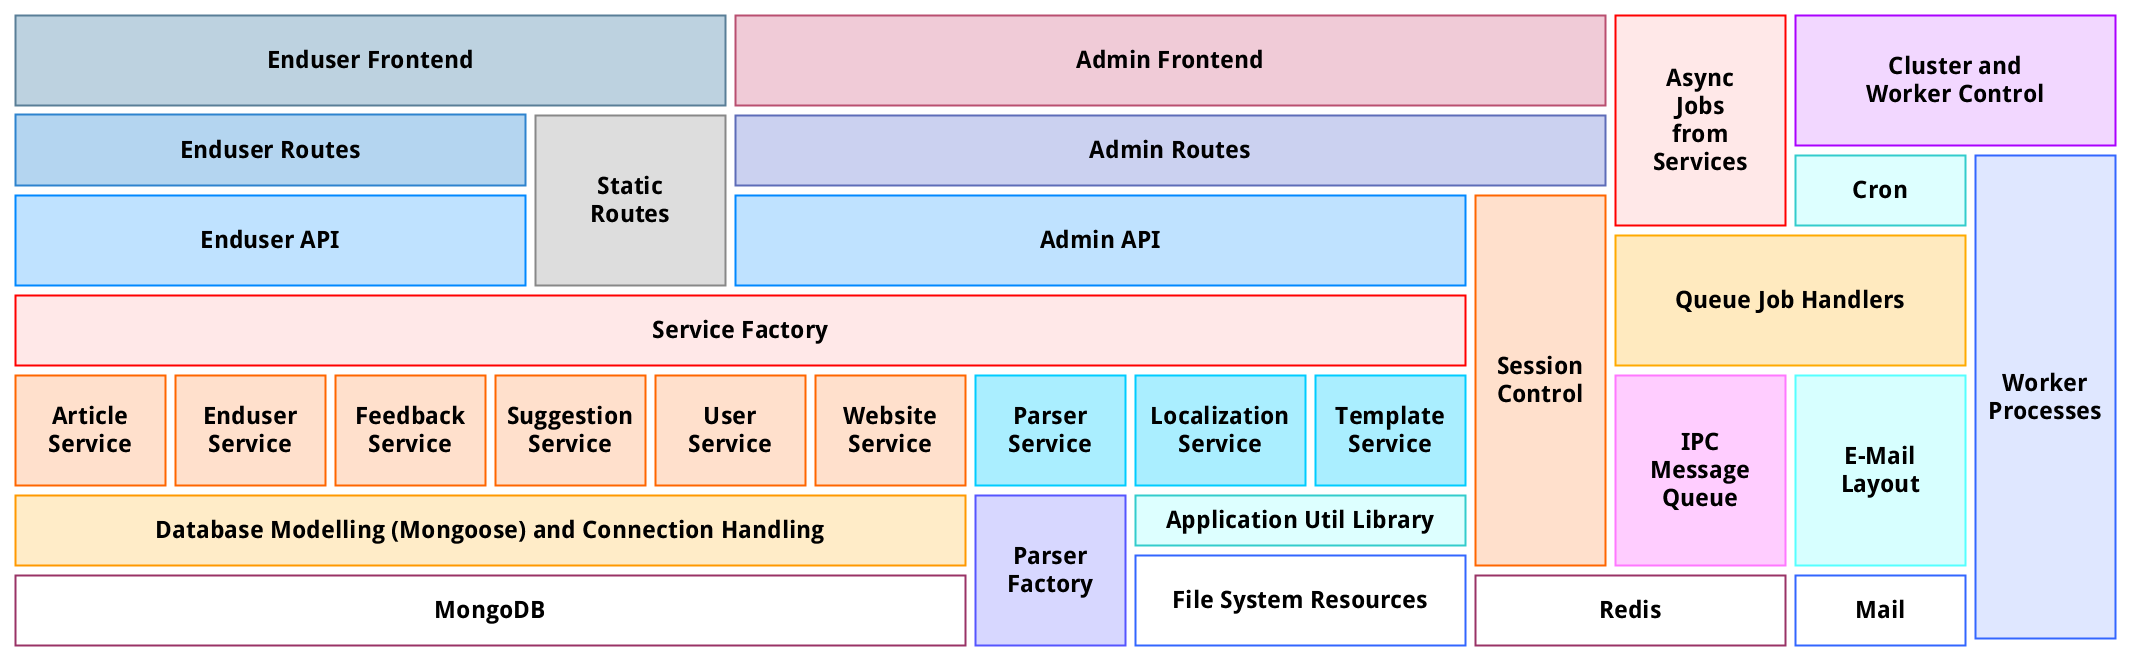 Enduser Frontend
Admin Frontend
Async
Jobs
from
Services
Cluster and
Worker Control
Enduser Routes
Static
Routes
Admin Routes
Cron
Enduser API
Admin API
Session
Control
Queue Job Handlers
Worker
Processes
Service Factory
Article
Service
Enduser
Service
Feedback
Service
Suggestion
Service
User
Service
Website
Service
Parser
Service
Localization
Service
Template
Service
IPC
Message
Queue
E-Mail
Layout
Database Modelling (Mongoose) and Connection Handling
Parser
Factory
Application Util Library
MongoDB
File System Resources
Redis
Mail